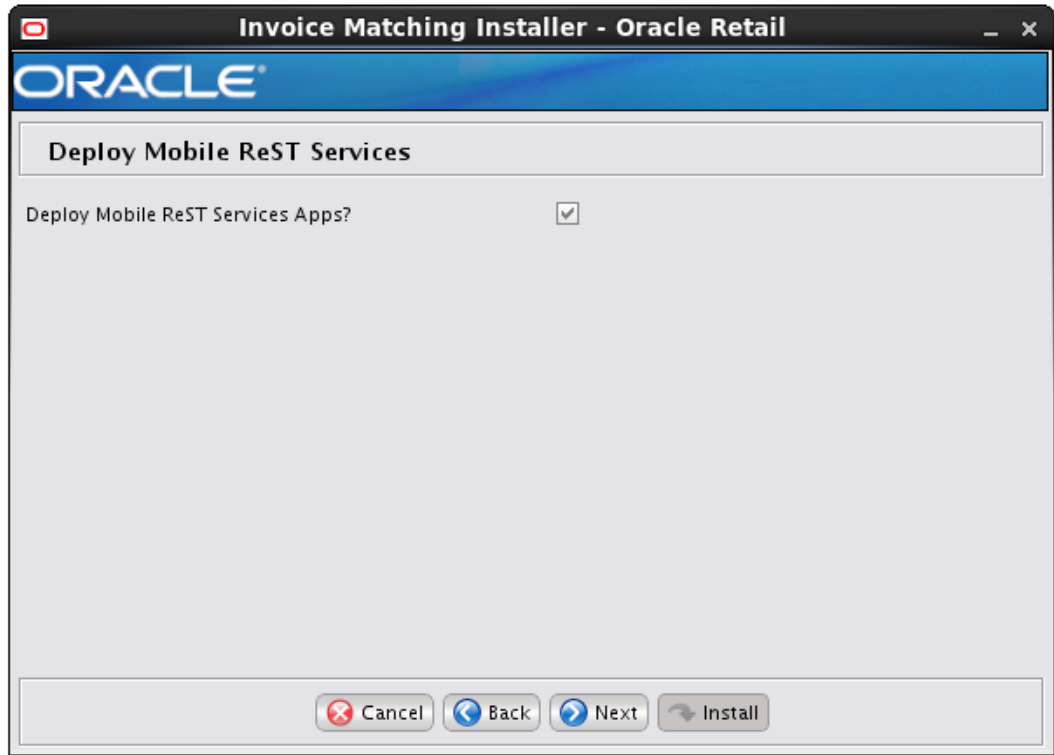 Invoice Matching Installer - Oracle Retail
ORACLE®
Deploy Mobile ReST Services
Deploy Mobile ReST Services Apps?
Cancel Back Next Install